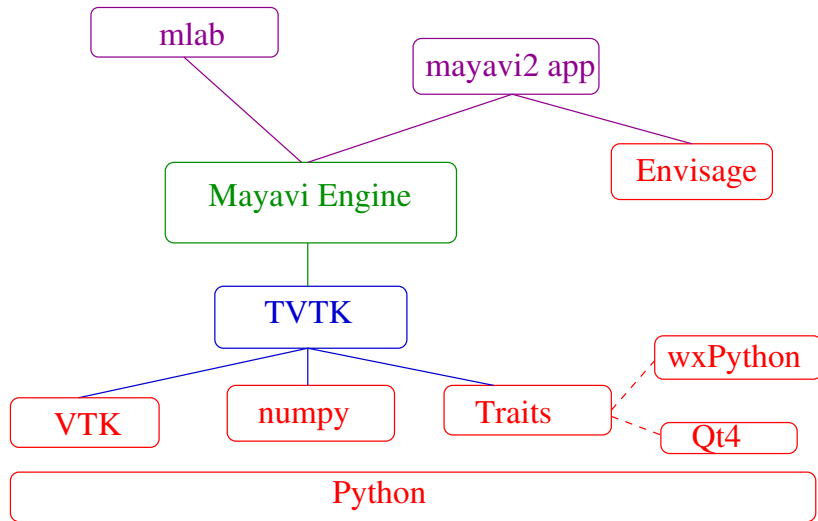 mlab
mayavi2 app
Envisage
Mayavi Engine
TVTK
wxPython
VTK
numpy
Traits
Qt4
Python